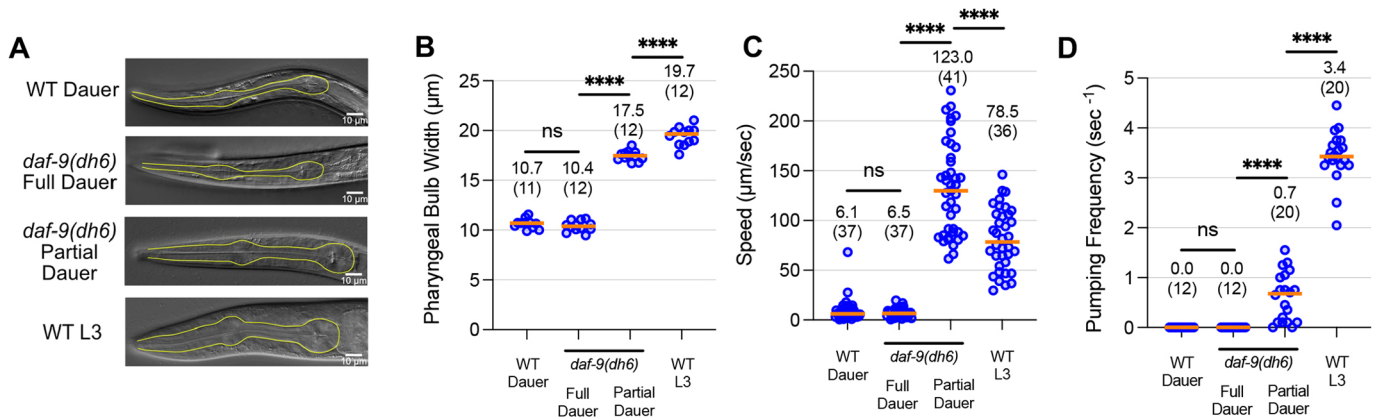 A
WT Dauer
10 µm
daf-9(dh6)
Full Dauer
10 µm
daf-9(dh6)
Partial
Dauer
10 µm
WT L3
10 µm
B
Pharyngeal Bulb Width (µm)
25
20
15
10
5
0
10.7
(11)
ns
10.4
(12)
****
17.5
(12)
****
19.7
(12)
WT
Dauer
daf-9(dh6)
Full
Dauer
Partial
Dauer
WT
L3
C
Speed (µm/sec)
250
200
150
100
50
0
6.1
(37)
ns
6.5
(37)
****
123.0
(41)
****
78.5
(36)
WT
Dauer
daf-9(dh6)
Full
Dauer
Partial
Dauer
WT
L3
D
Pumping Frequency (sec -1)
5
4
3
2
1
0
0.0
(12)
ns
0.0
(12)
****
0.7
(20)
****
3.4
(20)
WT
Dauer
daf-9(dh6)
Full
Dauer
Partial
Dauer
WT
L3